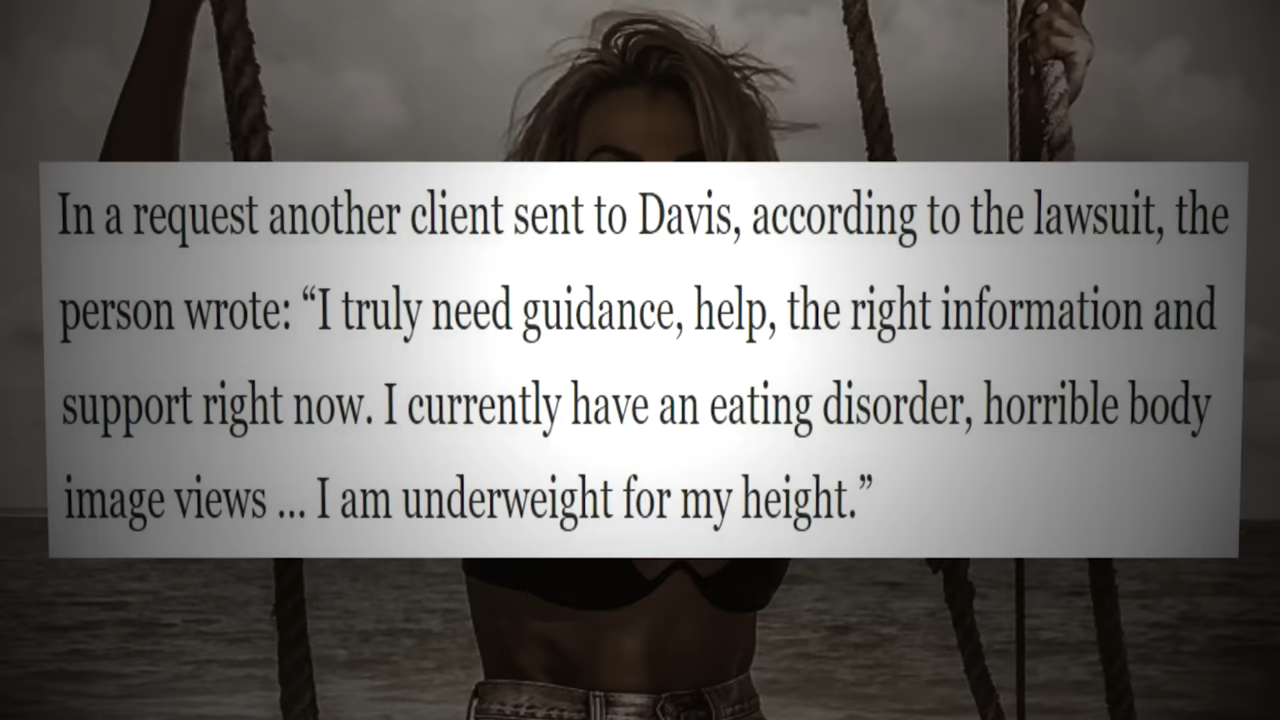 In a request another client sent to Davis, according to the lawsuit, the
person wrote: “I truly need guidance, help, the right information and
support right now. I currently have an eating disorder, horrible body
image views ... I am underweight for my height.”